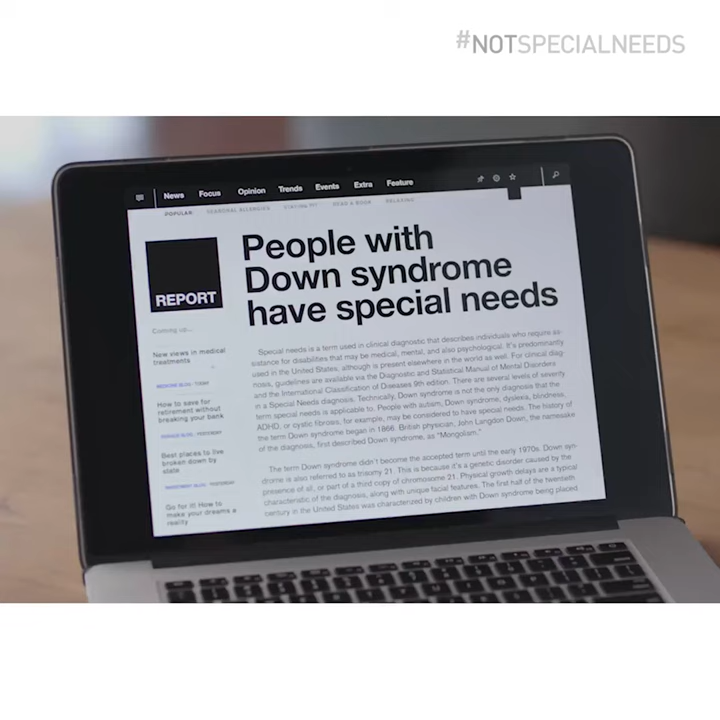 #NOTSPECIALNEEDS
News Focus Opinion Trends Events Extra Feature
POPULAR SEASONAL ALLERGIES STAYING FIT READ A BOOK RELAXING
REPORT
People with
Down syndrome
have special needs
Coming up...
New views in medical
treatments
How to save for
retirement without
breaking your bank
YESTERDAY
Best places to live
broken down by
state
YESTERDAY
Go for it! How to
make your dreams a
reality
Special needs is a term used in clinical diagnostic that describes individuals who require as-
sistance for disabilities that may be medical, mental, and also psychological. It's predominantly
used in the United States, although is present elsewhere in the world as well. For clinical diag-
nosis, guidelines are available via the Diagnostic and Statistical Manual of Mental Disorders
and the International Classification of Diseases 9th edition. There are several levels of severity
in a Special Needs diagnosis. Technically, Down syndrome is not the only diagnosis that the
term special needs is applicable to. People with autism, Down syndrome, dyslexia, blindness,
ADHD, or cystic fibrosis, for example, may be considered to have special needs. The history of
the term Down syndrome began in 1866. British physician, John Langdon Down, the namesake
of the diagnosis, first described Down syndrome, as "Mongolism."
The term Down syndrome didn't become the accepted term until the early 1970s. Down syn-
drome is also referred to as trisomy 21. This is because it's a genetic disorder caused by the
presence of all, or part of a third copy of chromosome 21. Physical growth delays are a typical
characteristic of the diagnosis, along with unique facial features. The first half of the twentieth
century in the United States was characterized by children with Down syndrome being placed